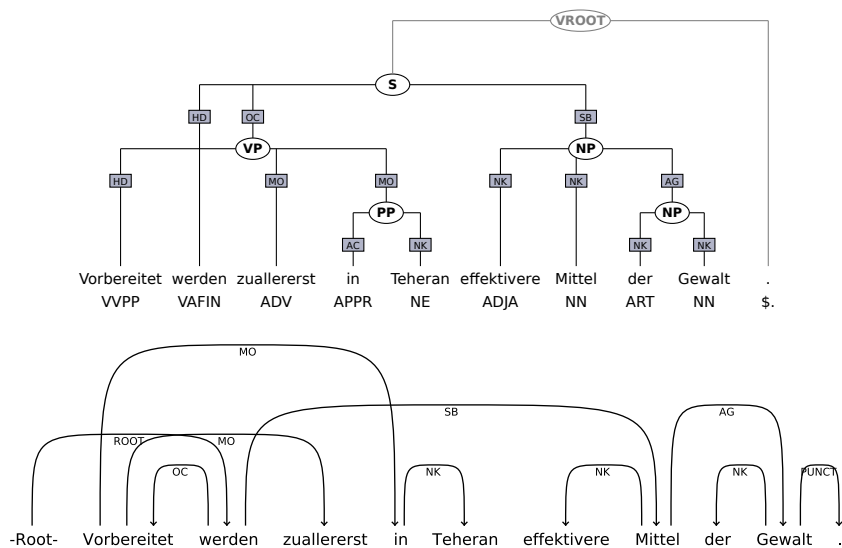 VROOT
S
HD OC SB
VP NP
HD MO MO NK NK AG
PP NP
AC NK NK NK
Vorbereitet werden zuallererst in Teheran effektivere Mittel der Gewalt .
VVPP VAFIN ADV APPR NE ADJA NN ART NN $.
MO
SB AG
ROOT MO
OC NK NK NK PUNCT
-Root- Vorbereitet werden zuallererst in Teheran effektivere Mittel der Gewalt .